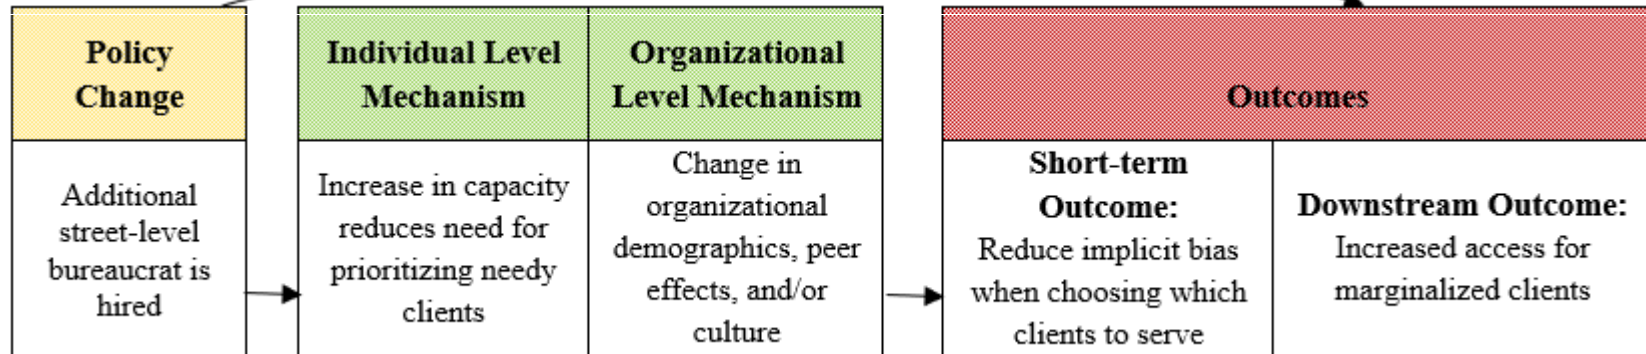 Policy
Change
Individual Level
Mechanism
Organizational
Level Mechanism
Outcomes
Additional
street-level
bureaucrat is
hired
Increase in capacity
reduces need for
prioritizing needy
clients
Change in
organizational
demographics, peer
effects, and/or
culture
Short-term
Outcome:
Reduce implicit bias
when choosing which
clients to serve
Downstream Outcome:
Increased access for
marginalized clients